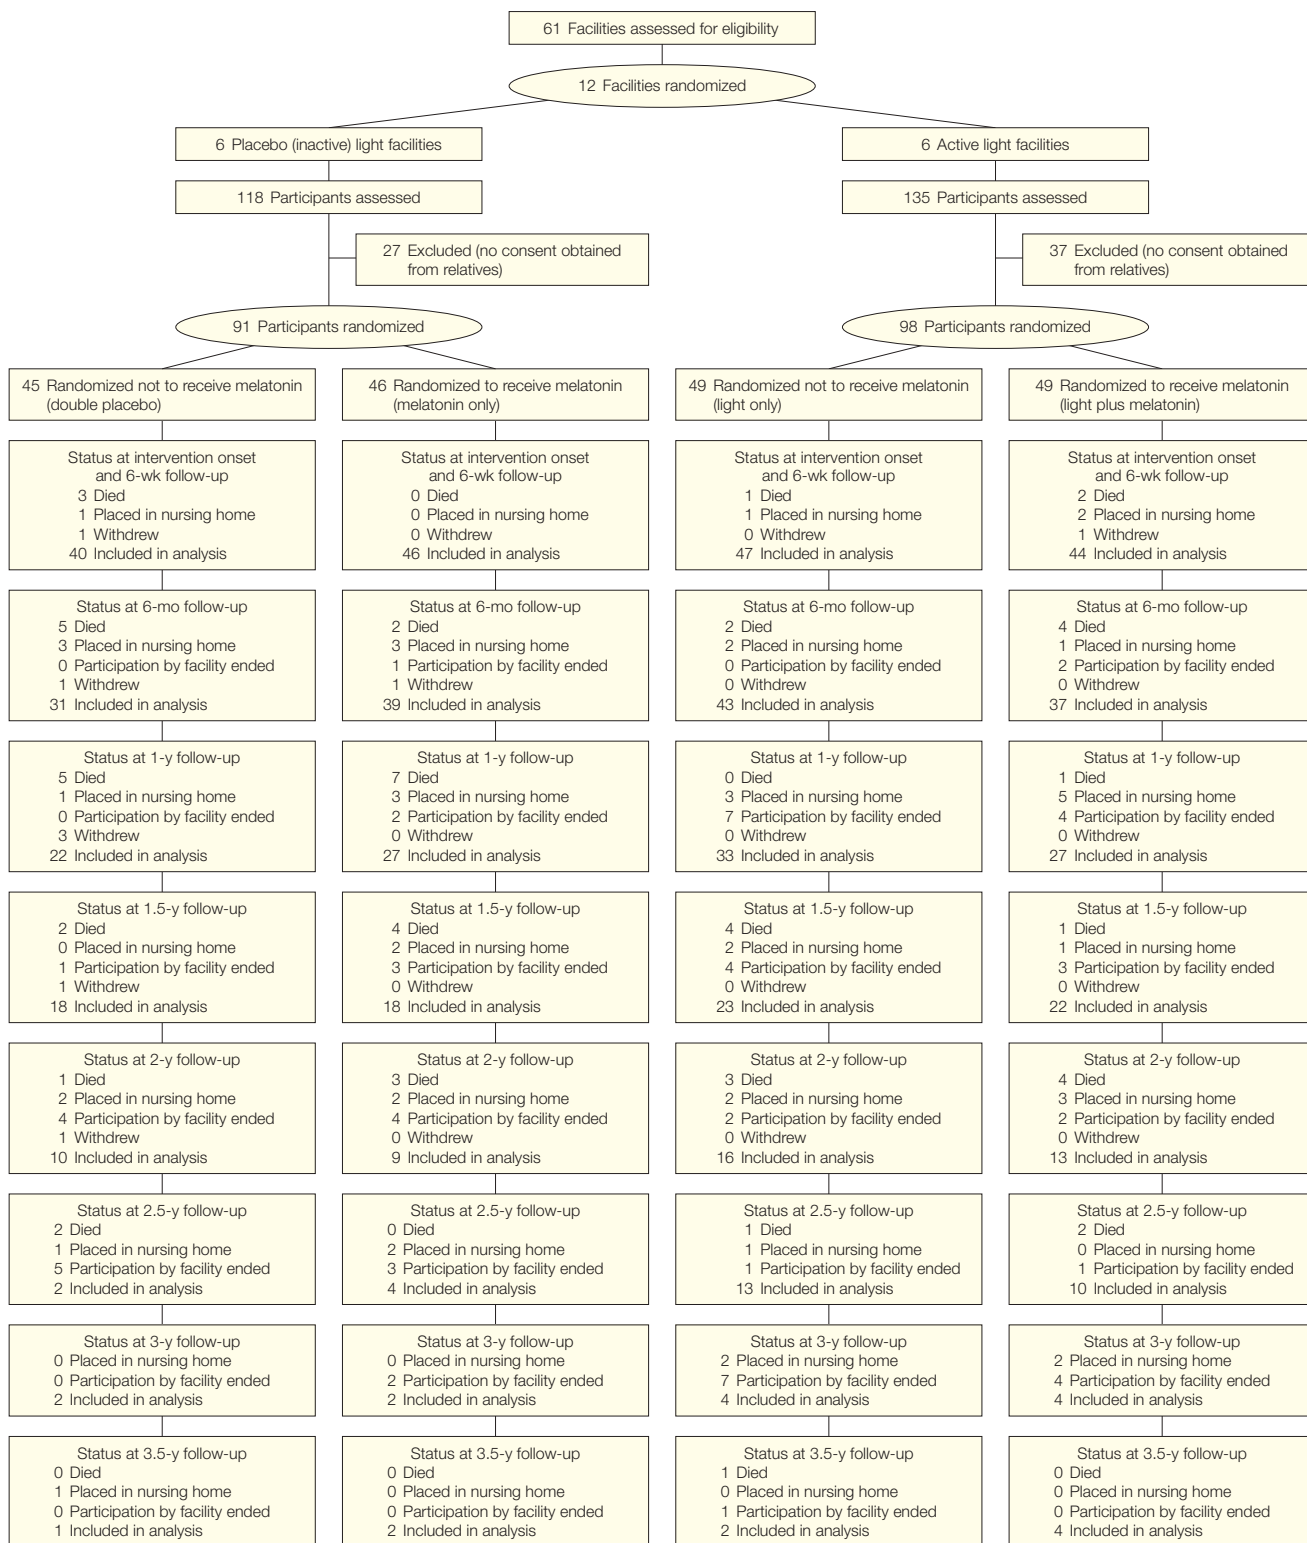 61 Facilities assessed for eligibility
12 Facilities randomized
6 Placebo (inactive) light facilities
6 Active light facilities
118 Participants assessed
135 Participants assessed
27 Excluded (no consent obtained
from relatives)
37 Excluded (no consent obtained
from relatives)
91 Participants randomized
98 Participants randomized
45 Randomized not to receive melatonin
(double placebo)
46 Randomized to receive melatonin
(melatonin only)
49 Randomized not to receive melatonin
(light only)
49 Randomized to receive melatonin
(light plus melatonin)
Status at intervention onset
and 6-wk follow-up
3 Died
1 Placed in nursing home
1 Withdrew
40 Included in analysis
Status at intervention onset
and 6-wk follow-up
0 Died
0 Placed in nursing home
0 Withdrew
46 Included in analysis
Status at intervention onset
and 6-wk follow-up
1 Died
1 Placed in nursing home
0 Withdrew
47 Included in analysis
Status at intervention onset
and 6-wk follow-up
2 Died
2 Placed in nursing home
1 Withdrew
44 Included in analysis
Status at 6-mo follow-up
5 Died
3 Placed in nursing home
0 Participation by facility ended
1 Withdrew
31 Included in analysis
Status at 6-mo follow-up
2 Died
3 Placed in nursing home
1 Participation by facility ended
1 Withdrew
39 Included in analysis
Status at 6-mo follow-up
2 Died
2 Placed in nursing home
0 Participation by facility ended
0 Withdrew
43 Included in analysis
Status at 6-mo follow-up
4 Died
1 Placed in nursing home
2 Participation by facility ended
0 Withdrew
37 Included in analysis
Status at 1-y follow-up
5 Died
1 Placed in nursing home
0 Participation by facility ended
3 Withdrew
22 Included in analysis
Status at 1-y follow-up
7 Died
3 Placed in nursing home
2 Participation by facility ended
0 Withdrew
27 Included in analysis
Status at 1-y follow-up
0 Died
3 Placed in nursing home
7 Participation by facility ended
0 Withdrew
33 Included in analysis
Status at 1-y follow-up
1 Died
5 Placed in nursing home
4 Participation by facility ended
0 Withdrew
27 Included in analysis
Status at 1.5-y follow-up
2 Died
0 Placed in nursing home
1 Participation by facility ended
1 Withdrew
18 Included in analysis
Status at 1.5-y follow-up
4 Died
2 Placed in nursing home
3 Participation by facility ended
0 Withdrew
18 Included in analysis
Status at 1.5-y follow-up
4 Died
2 Placed in nursing home
4 Participation by facility ended
0 Withdrew
23 Included in analysis
Status at 1.5-y follow-up
1 Died
1 Placed in nursing home
3 Participation by facility ended
0 Withdrew
22 Included in analysis
Status at 2-y follow-up
1 Died
2 Placed in nursing home
4 Participation by facility ended
1 Withdrew
10 Included in analysis
Status at 2-y follow-up
3 Died
2 Placed in nursing home
4 Participation by facility ended
0 Withdrew
9 Included in analysis
Status at 2-y follow-up
3 Died
2 Placed in nursing home
2 Participation by facility ended
0 Withdrew
16 Included in analysis
Status at 2-y follow-up
4 Died
3 Placed in nursing home
2 Participation by facility ended
0 Withdrew
13 Included in analysis
Status at 2.5-y follow-up
2 Died
1 Placed in nursing home
5 Participation by facility ended
2 Included in analysis
Status at 2.5-y follow-up
0 Died
2 Placed in nursing home
3 Participation by facility ended
4 Included in analysis
Status at 2.5-y follow-up
1 Died
1 Placed in nursing home
1 Participation by facility ended
13 Included in analysis
Status at 2.5-y follow-up
2 Died
0 Placed in nursing home
1 Participation by facility ended
10 Included in analysis
Status at 3-y follow-up
0 Placed in nursing home
0 Participation by facility ended
2 Included in analysis
Status at 3-y follow-up
0 Placed in nursing home
2 Participation by facility ended
2 Included in analysis
Status at 3-y follow-up
2 Placed in nursing home
7 Participation by facility ended
4 Included in analysis
Status at 3-y follow-up
2 Placed in nursing home
4 Participation by facility ended
4 Included in analysis
Status at 3.5-y follow-up
0 Died
1 Placed in nursing home
0 Participation by facility ended
1 Included in analysis
Status at 3.5-y follow-up
0 Died
0 Placed in nursing home
0 Participation by facility ended
2 Included in analysis
Status at 3.5-y follow-up
1 Died
0 Placed in nursing home
1 Participation by facility ended
2 Included in analysis
Status at 3.5-y follow-up
0 Died
0 Placed in nursing home
0 Participation by facility ended
4 Included in analysis